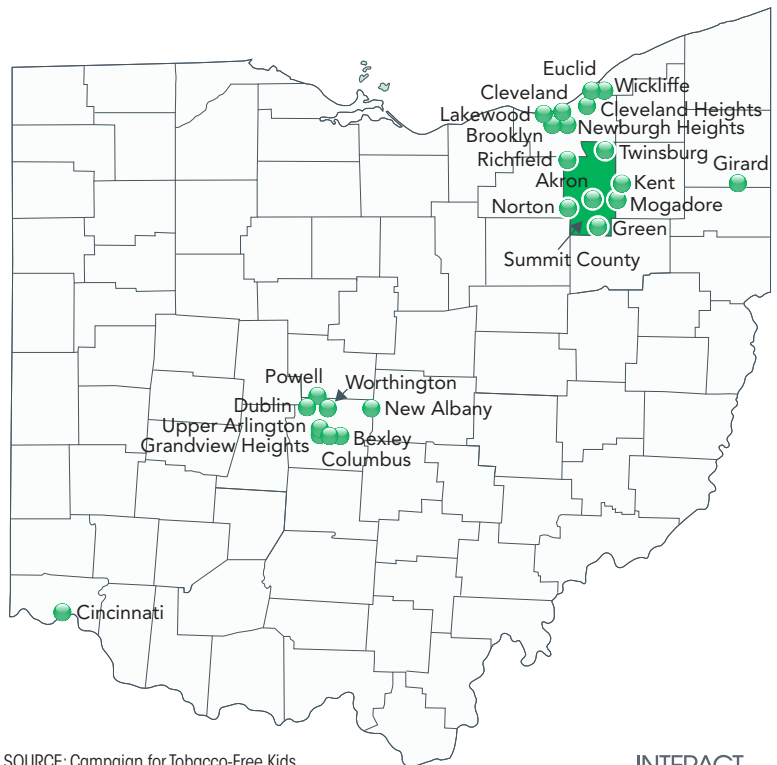 Euclid
Cleveland
Wickliffe
Lakewood
Cleveland Heights
Brooklyn
Newburgh Heights
Richfield
Twinsburg
Girard
Akron
Kent
Norton
Mogadore
Green
Summit County
Powell
Worthington
Dublin
New Albany
Upper Arlington
Grandview Heights
Bexley
Columbus
Cincinnati
SOURCE: Campaign for Tobacco-Free Kids
INTERACT